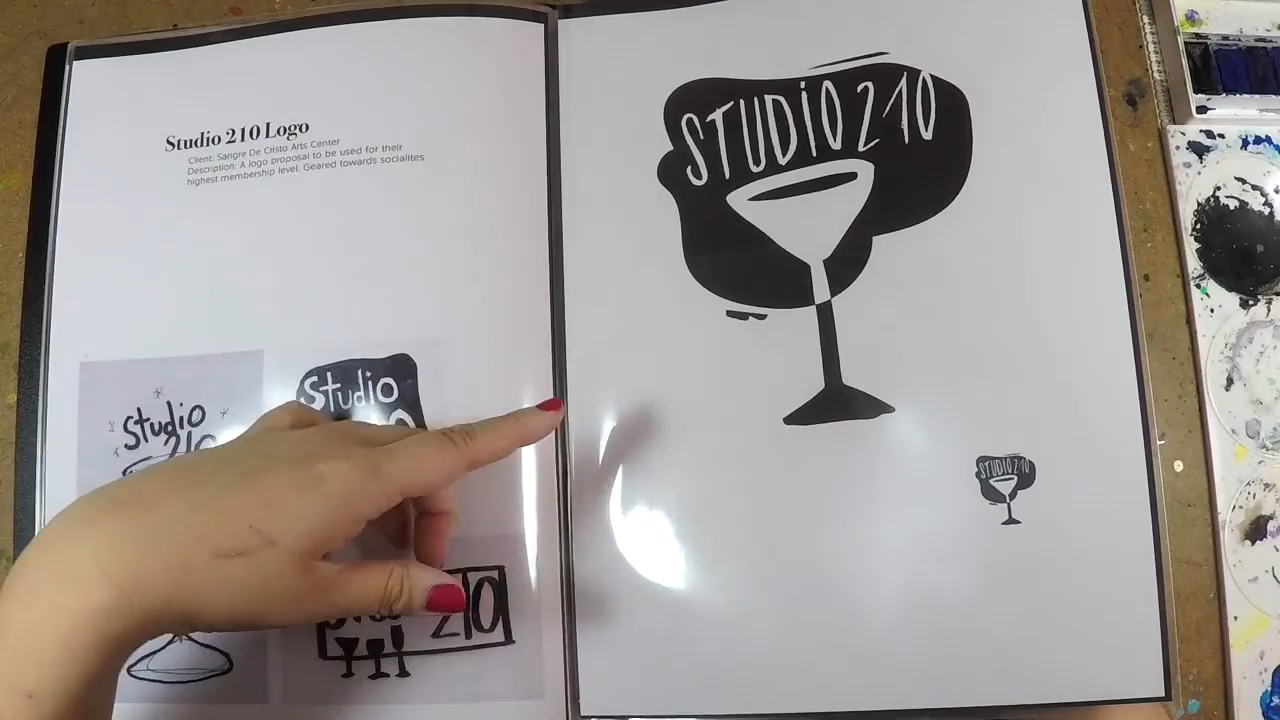 Studio 210 Logo
Client: Sangre De Cristo Arts Center
Description: A logo proposal to be used for their
highest membership level. Geared towards socialites.
Studio
210
Studio
210
STUDIO 210
STUDIO 210